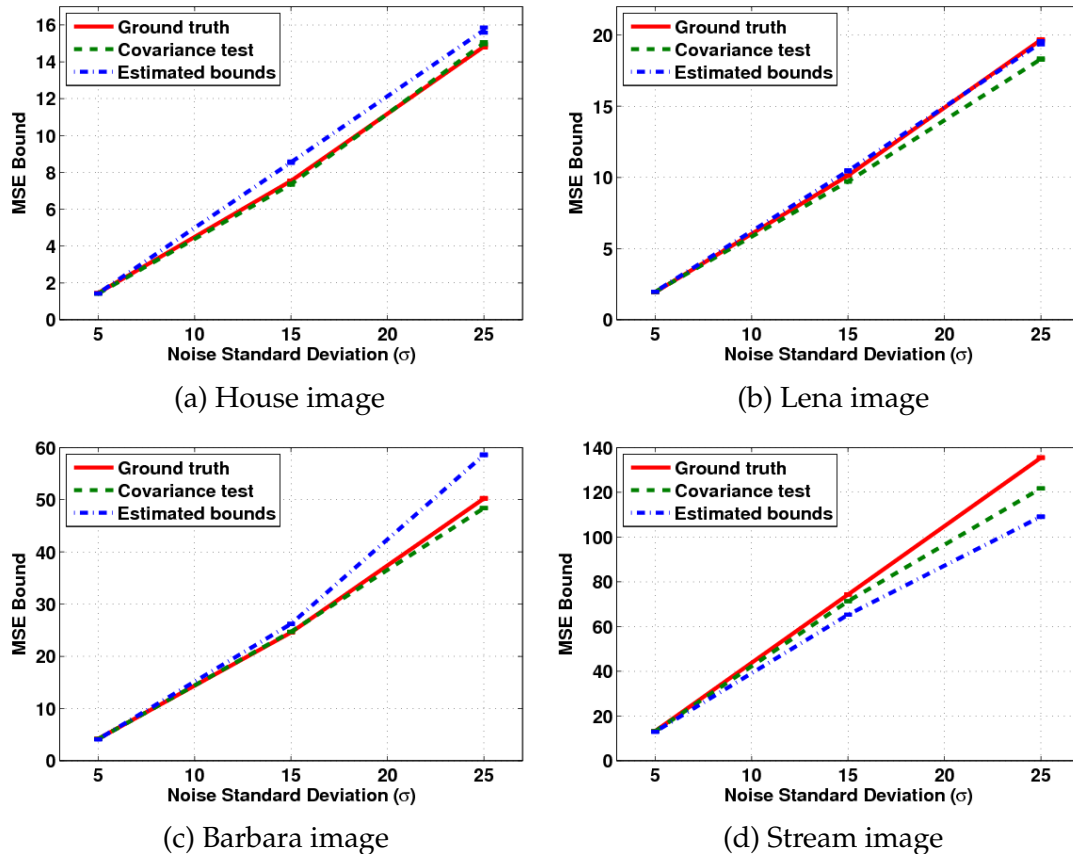 16
14
12
10
8
6
4
2
0
MSE Bound
Ground truth
Covariance test
Estimated bounds
5 10 15 20 25
Noise Standard Deviation (σ)
(a) House image
20
15
10
5
0
MSE Bound
Ground truth
Covariance test
Estimated bounds
5 10 15 20 25
Noise Standard Deviation (σ)
(b) Lena image
60
50
40
30
20
10
0
MSE Bound
Ground truth
Covariance test
Estimated bounds
5 10 15 20 25
Noise Standard Deviation (σ)
(c) Barbara image
140
120
100
80
60
40
20
0
MSE Bound
Ground truth
Covariance test
Estimated bounds
5 10 15 20 25
Noise Standard Deviation (σ)
(d) Stream image